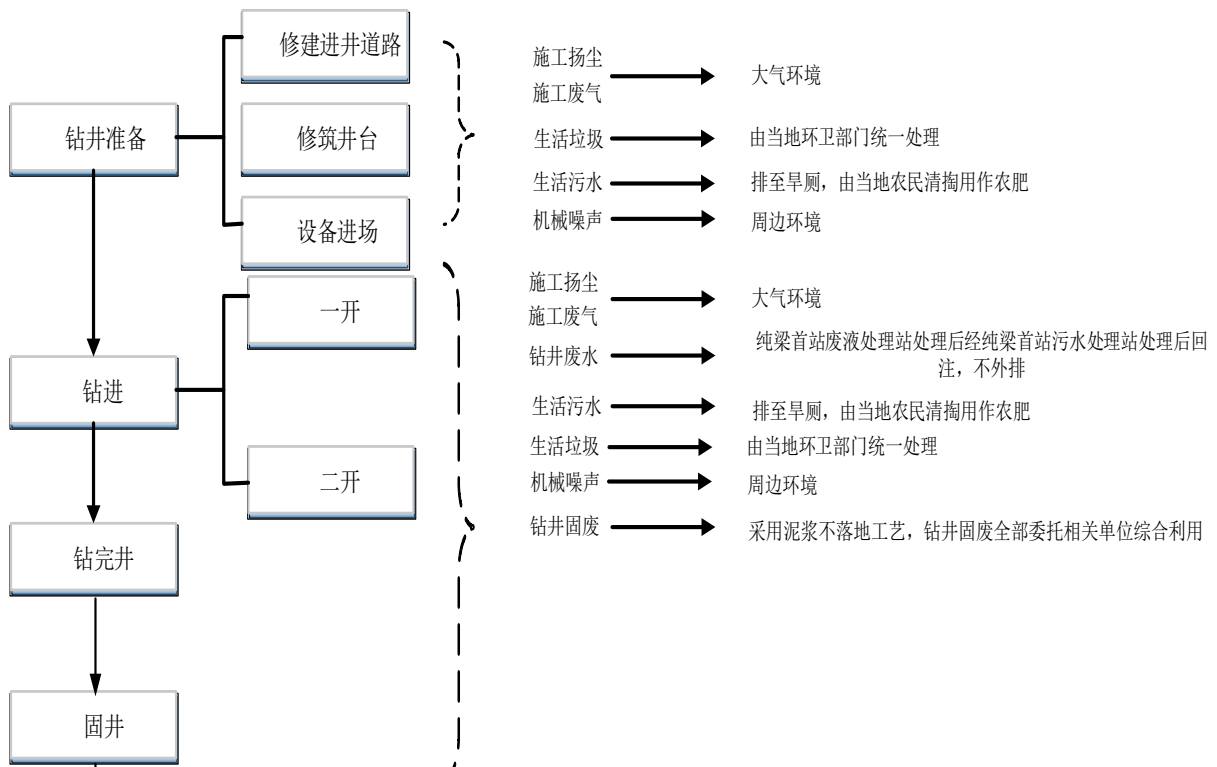 修建进井道路
钻井准备
修筑井台
设备进场
施工扬尘
施工废气
大气环境
生活垃圾
由当地环卫部门统一处理
生活污水
排至旱厕，由当地农民清掏用作农肥
机械噪声
周边环境
一开
钻进
二开
钻完井
固井
施工扬尘
施工废气
大气环境
钻井废水
纯梁首站废液处理站处理后经纯梁首站污水处理站处理后回
注，不外排
生活污水
排至旱厕，由当地农民清掏用作农肥
生活垃圾
由当地环卫部门统一处理
机械噪声
周边环境
钻井固废
采用泥浆不落地工艺，钻井固废全部委托相关单位综合利用